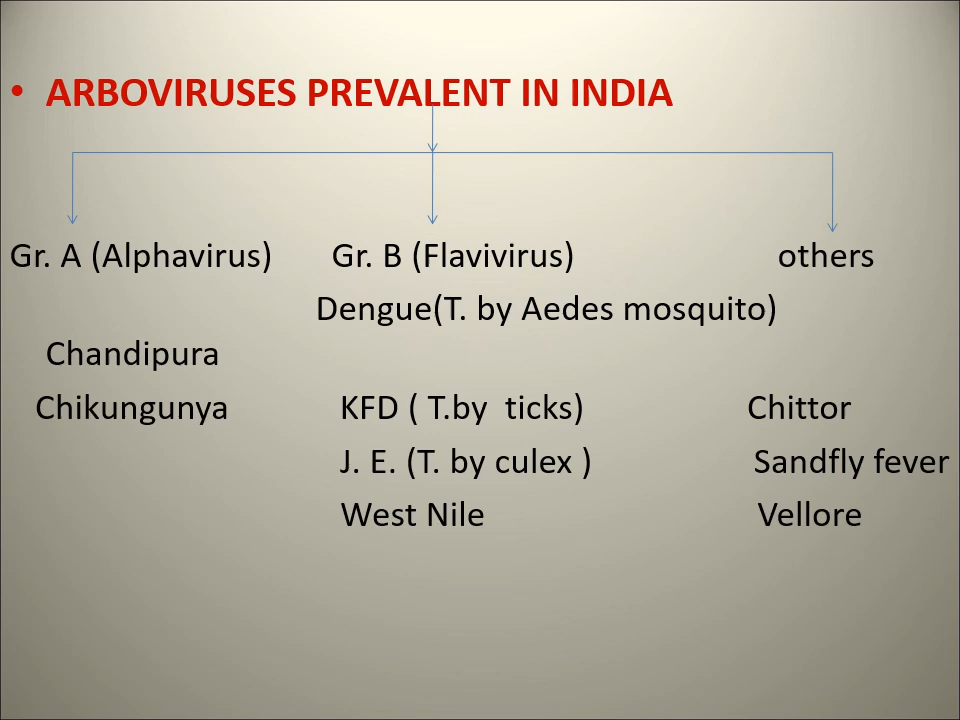 • ARBOVIRUSES PREVALENT IN INDIA
Gr. A (Alphavirus) Gr. B (Flavivirus) others
Dengue(T. by Aedes mosquito)
Chandipura
Chikungunya KFD ( T.by ticks) Chittor
J. E. (T. by culex ) Sandfly fever
West Nile Vellore